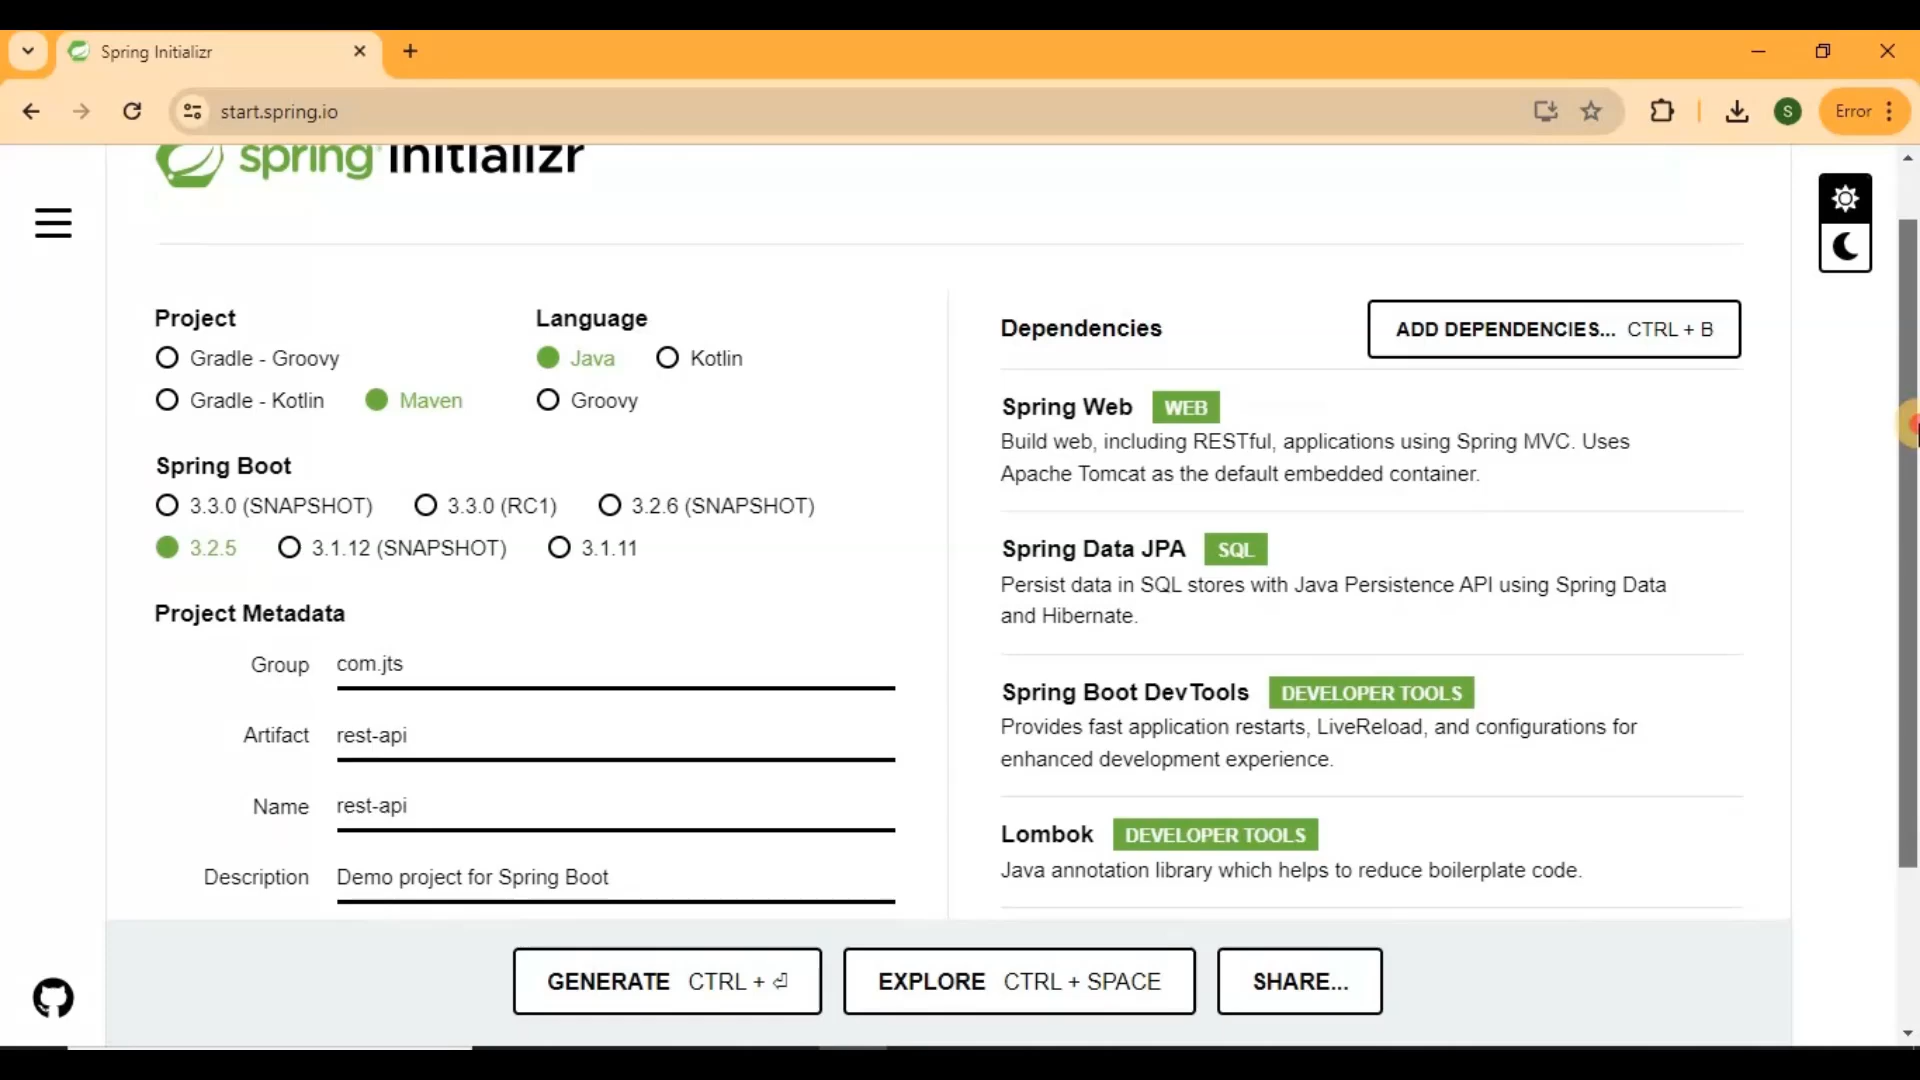 Spring Initializr
start.spring.io
S
Error
spring initializr
Project
Gradle - Groovy
Gradle - Kotlin
Maven
Language
Java
Kotlin
Groovy
Spring Boot
3.3.0 (SNAPSHOT)
3.3.0 (RC1)
3.2.6 (SNAPSHOT)
3.2.5
3.1.12 (SNAPSHOT)
3.1.11
Project Metadata
Group com.jts
Artifact rest-api
Name rest-api
Description Demo project for Spring Boot
Dependencies
ADD DEPENDENCIES... CTRL + B
Spring Web WEB
Build web, including RESTful, applications using Spring MVC. Uses
Apache Tomcat as the default embedded container.
Spring Data JPA SQL
Persist data in SQL stores with Java Persistence API using Spring Data
and Hibernate.
Spring Boot DevTools DEVELOPER TOOLS
Provides fast application restarts, LiveReload, and configurations for
enhanced development experience.
Lombok DEVELOPER TOOLS
Java annotation library which helps to reduce boilerplate code.
GENERATE CTRL + ⏎
EXPLORE CTRL + SPACE
SHARE...